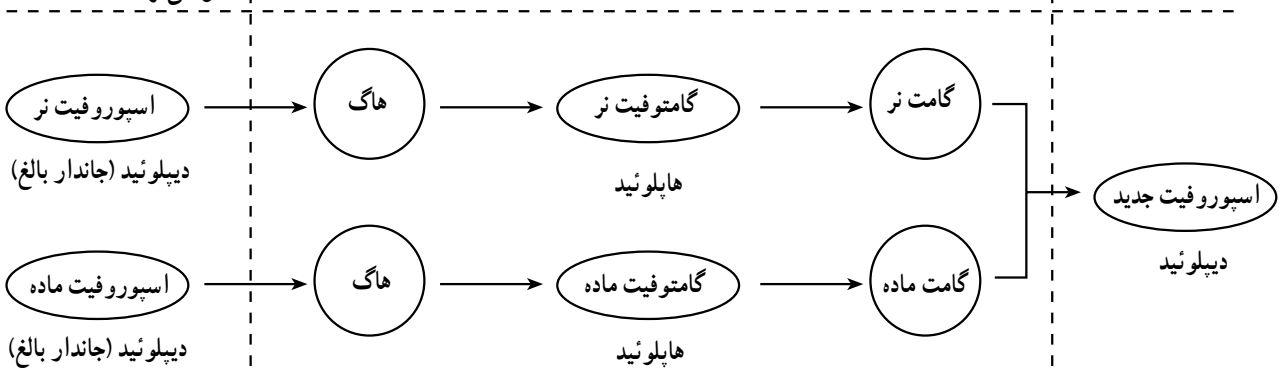 اسپوروفیت نر
هاگ
گامتوفیت نر
گامت نر
دیپلوئید (جاندار بالغ)
هاپلوئید
اسپوروفیت جدید
دیپلوئید
اسپوروفیت ماده
هاگ
گامتوفیت ماده
گامت ماده
دیپلوئید (جاندار بالغ)
هاپلوئید